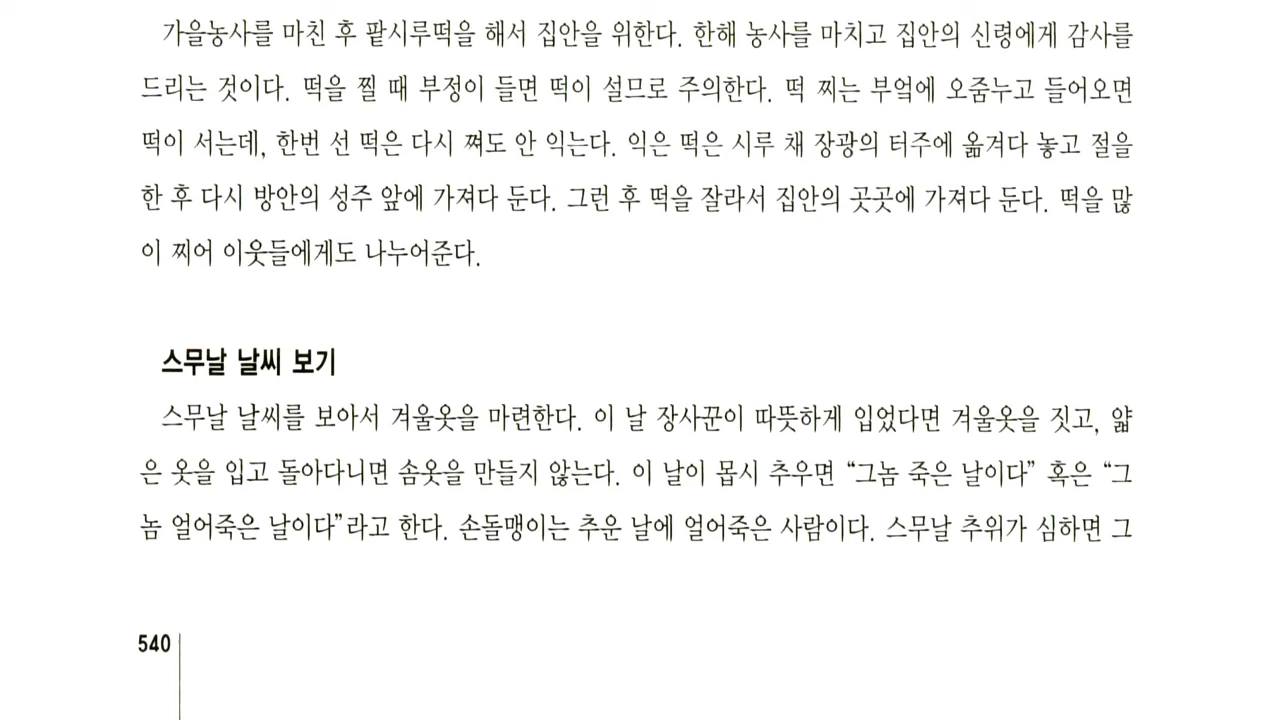 가을농사를 마친 후 팥시루떡을 해서 집안을 위한다. 한해 농사를 마치고 집안의 신령에게 감사를
드리는 것이다. 떡을 찔 때 부정이 들면 떡이 설므로 주의한다. 떡 찌는 부엌에 오줌누고 들어오면
떡이 서는데, 한번 선 떡은 다시 쪄도 안 익는다. 익은 떡은 시루 채 장광의 터주에 옮겨다 놓고 절을
한 후 다시 방안의 성주 앞에 가져다 둔다. 그런 후 떡을 잘라서 집안의 곳곳에 가져다 둔다. 떡을 많
이 찌어 이웃들에게도 나누어준다.
스무날 날씨 보기
스무날 날씨를 보아서 겨울옷을 마련한다. 이 날 장사꾼이 따뜻하게 입었다면 겨울옷을 짓고, 얇
은 옷을 입고 돌아다니면 솜옷을 만들지 않는다. 이 날이 몹시 추우면 “그놈 죽은 날이다” 혹은 “그
놈 얼어죽은 날이다”라고 한다. 손돌맹이는 추운 날에 얼어죽은 사람이다. 스무날 추위가 심하면 그
540